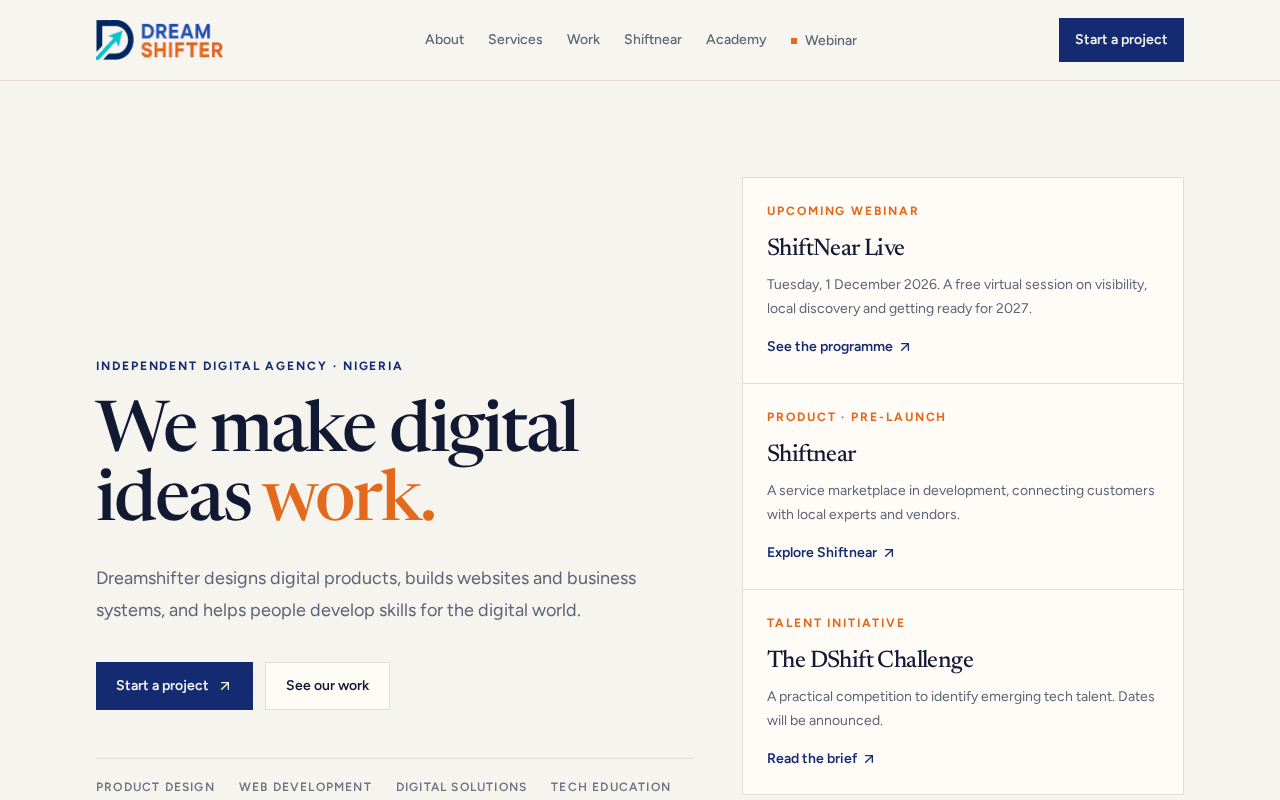 DREAM
SHIFTER
About Services Work Shiftnear Academy Webinar
Start a project
INDEPENDENT DIGITAL AGENCY · NIGERIA
We make digital
ideas work.
Dreamshifter designs digital products, builds websites and business
systems, and helps people develop skills for the digital world.
Start a project
See our work
PRODUCT DESIGN WEB DEVELOPMENT DIGITAL SOLUTIONS TECH EDUCATION
UPCOMING WEBINAR
ShiftNear Live
Tuesday, 1 December 2026. A free virtual session on visibility,
local discovery and getting ready for 2027.
See the programme
PRODUCT · PRE-LAUNCH
Shiftnear
A service marketplace in development, connecting customers
with local experts and vendors.
Explore Shiftnear
TALENT INITIATIVE
The DShift Challenge
A practical competition to identify emerging tech talent. Dates
will be announced.
Read the brief